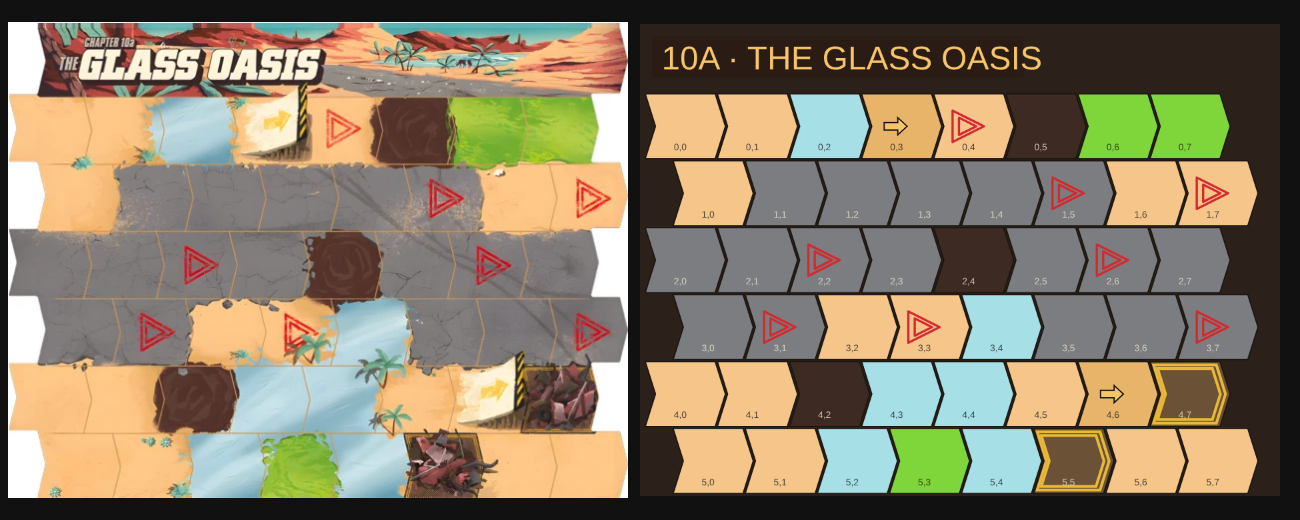 CHAPTER 10a
THE GLASS OASIS
10A · THE GLASS OASIS
0,0 0,1 0,2 0,3 0,4 0,5 0,6 0,7
1,0 1,1 1,2 1,3 1,4 1,5 1,6 1,7
2,0 2,1 2,2 2,3 2,4 2,5 2,6 2,7
3,0 3,1 3,2 3,3 3,4 3,5 3,6 3,7
4,0 4,1 4,2 4,3 4,4 4,5 4,6 4,7
5,0 5,1 5,2 5,3 5,4 5,5 5,6 5,7